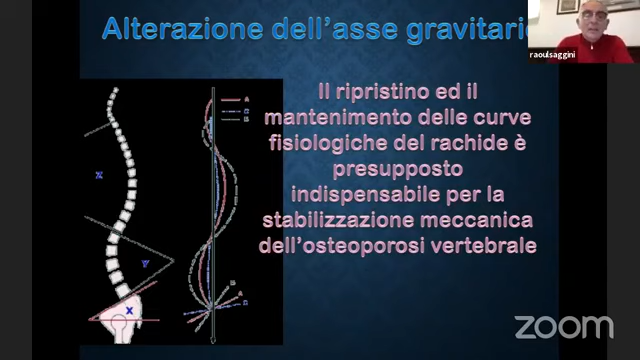 Alterazione dell'asse gravitario
raoulsaggini
Il ripristino ed il
mantenimento delle curve
fisiologiche del rachide è
presupposto
indispensabile per la
stabilizzazione meccanica
dell'osteoporosi vertebrale
Y
X
zoom